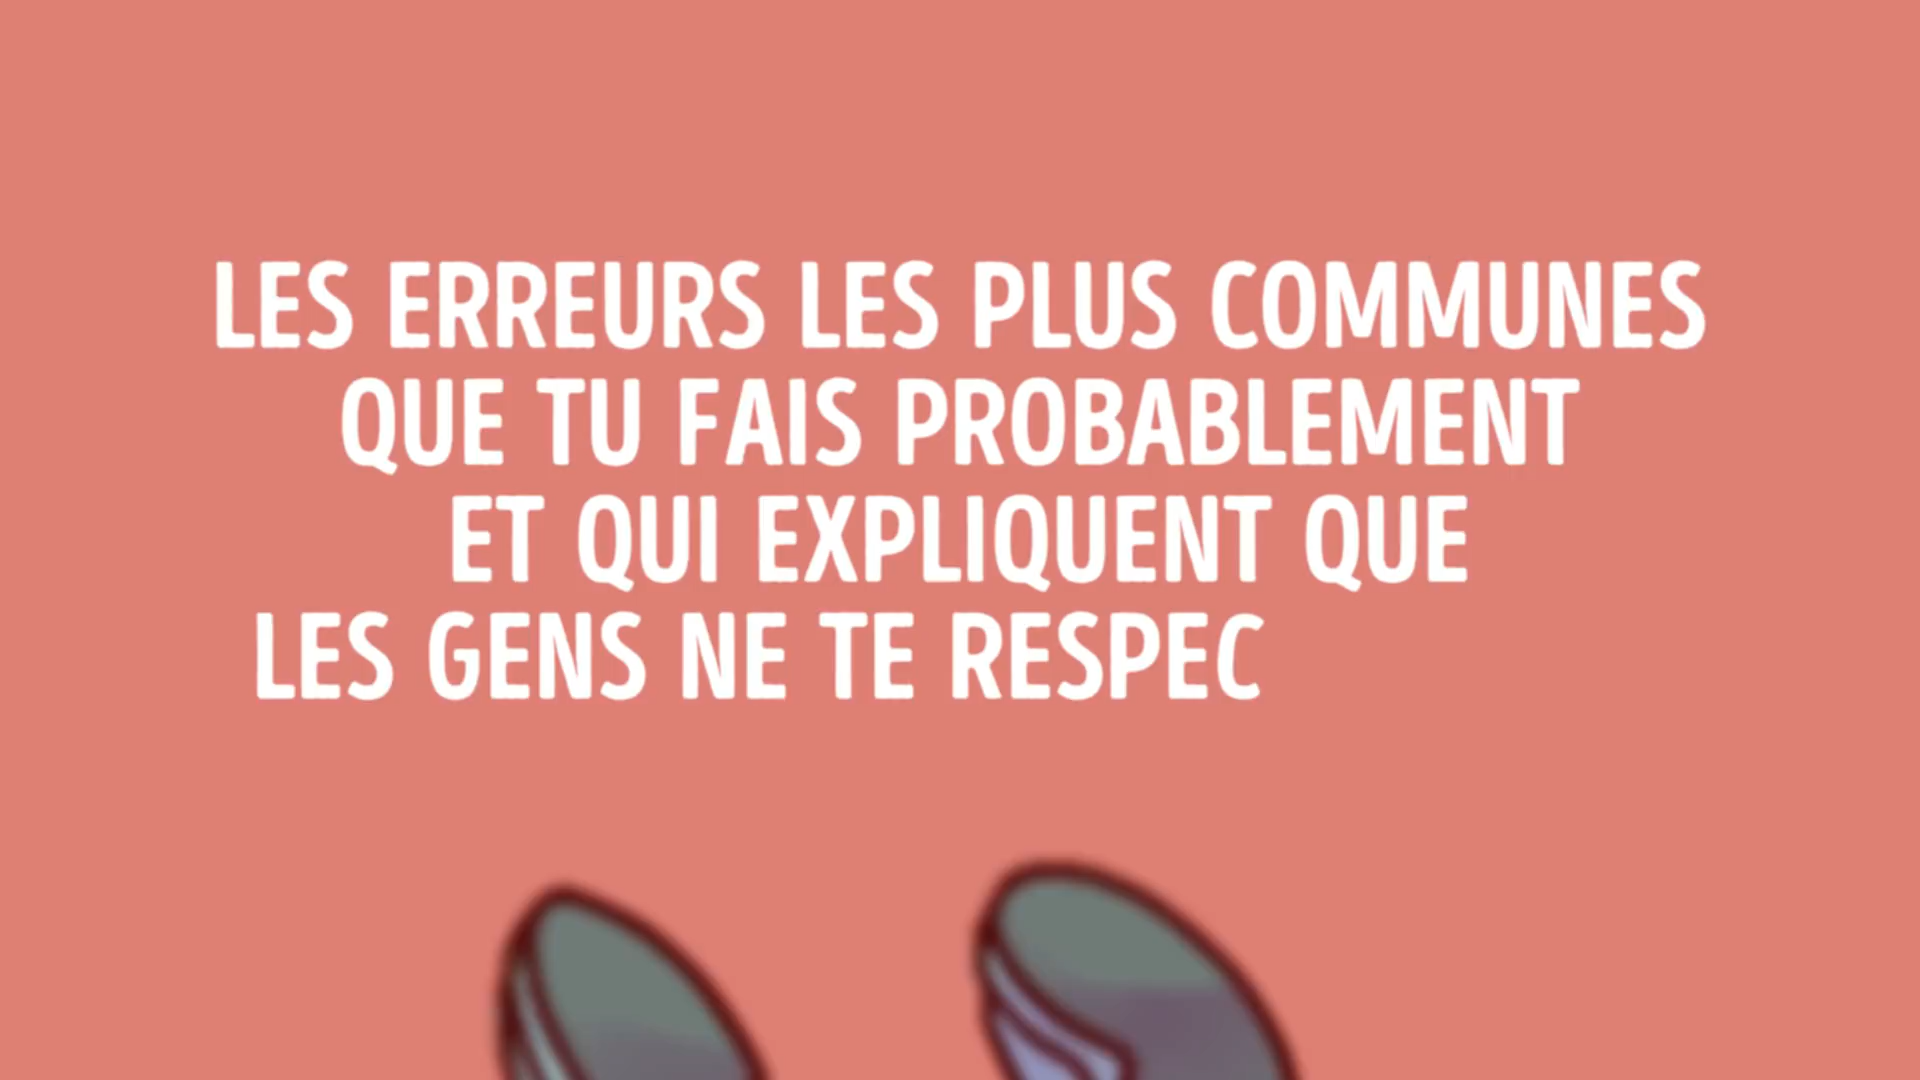 LES ERREURS LES PLUS COMMUNES
QUE TU FAIS PROBABLEMENT
ET QUI EXPLIQUENT QUE
LES GENS NE TE RESPEC